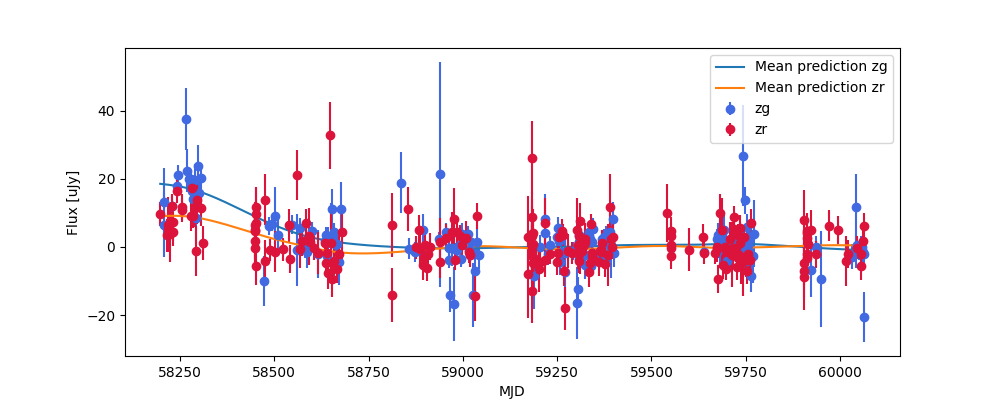 Mean prediction zg
Mean prediction zr
zg
zr
Flux [uJy]
40
20
0
−20
58250
58500
58750
59000
59250
59500
59750
60000
MJD